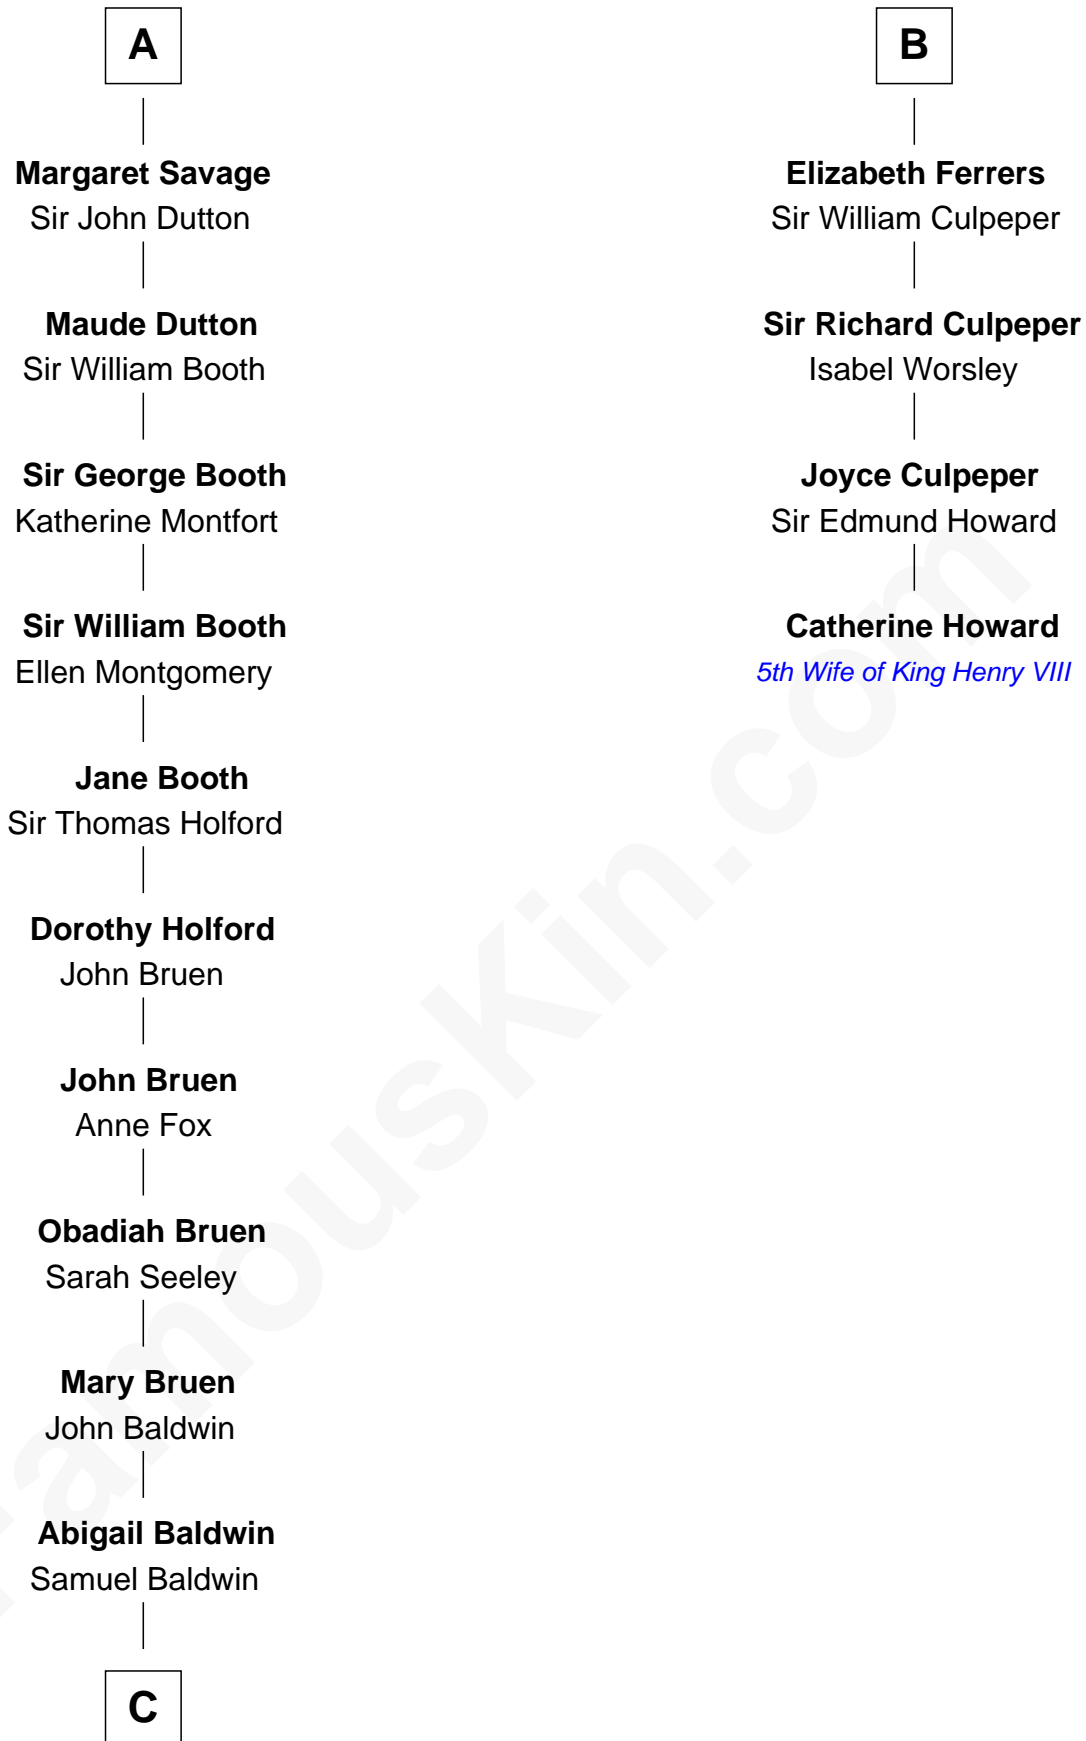 A
Margaret Savage
Sir John Dutton
Maude Dutton
Sir William Booth
Sir George Booth
Katherine Montfort
Sir William Booth
Ellen Montgomery
Jane Booth
Sir Thomas Holford
Dorothy Holford
John Bruen
John Bruen
Anne Fox
Obadiah Bruen
Sarah Seeley
Mary Bruen
John Baldwin
Abigail Baldwin
Samuel Baldwin
C
B
Elizabeth Ferrers
Sir William Culpeper
Sir Richard Culpeper
Isabel Worsley
Joyce Culpeper
Sir Edmund Howard
Catherine Howard
5th Wife of King Henry VIII
FamousKin.com